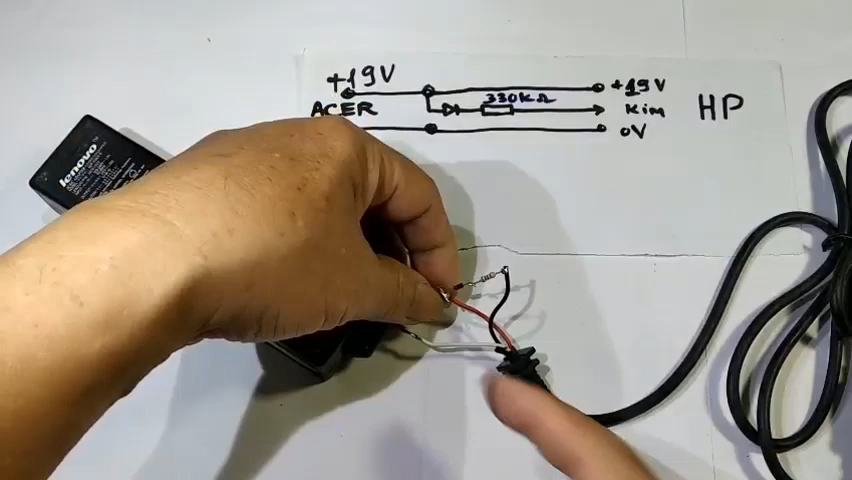 +19V
+19V
330KΩ
ACER
Kim
HP
0V
lenovo